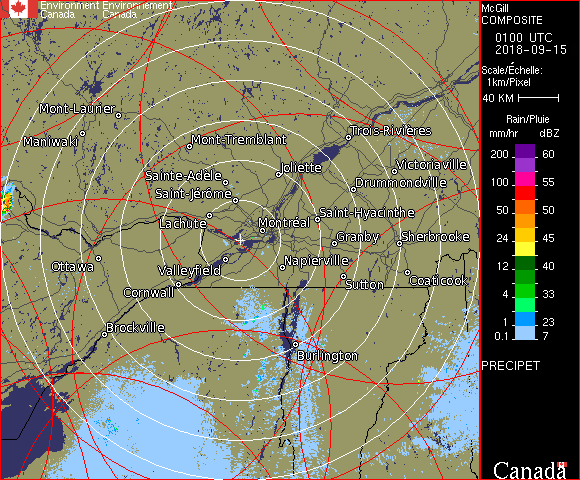 Environment Environnement
Canada Canada
McGill
COMPOSITE
0100 UTC
2018-09-15
Scale/Échelle:
1km/Pixel
40 KM
Rain/Pluie
mm/hr dBZ
200 60
100 55
50 50
24 45
12 40
4 33
1 23
0.1 7
PRECIPET
Canada
Mont-Laurier
Maniwaki
Mont-Tremblant
Trois-Rivières
Joliette
Victoriaville
Sainte-Adèle
Saint-Jérôme
Drummondville
Lachute
Montréal
Saint-Hyacinthe
Granby
Sherbrooke
Ottawa
Valleyfield
Napierville
Cornwall
Sutton
Coaticook
Brockville
Burlington